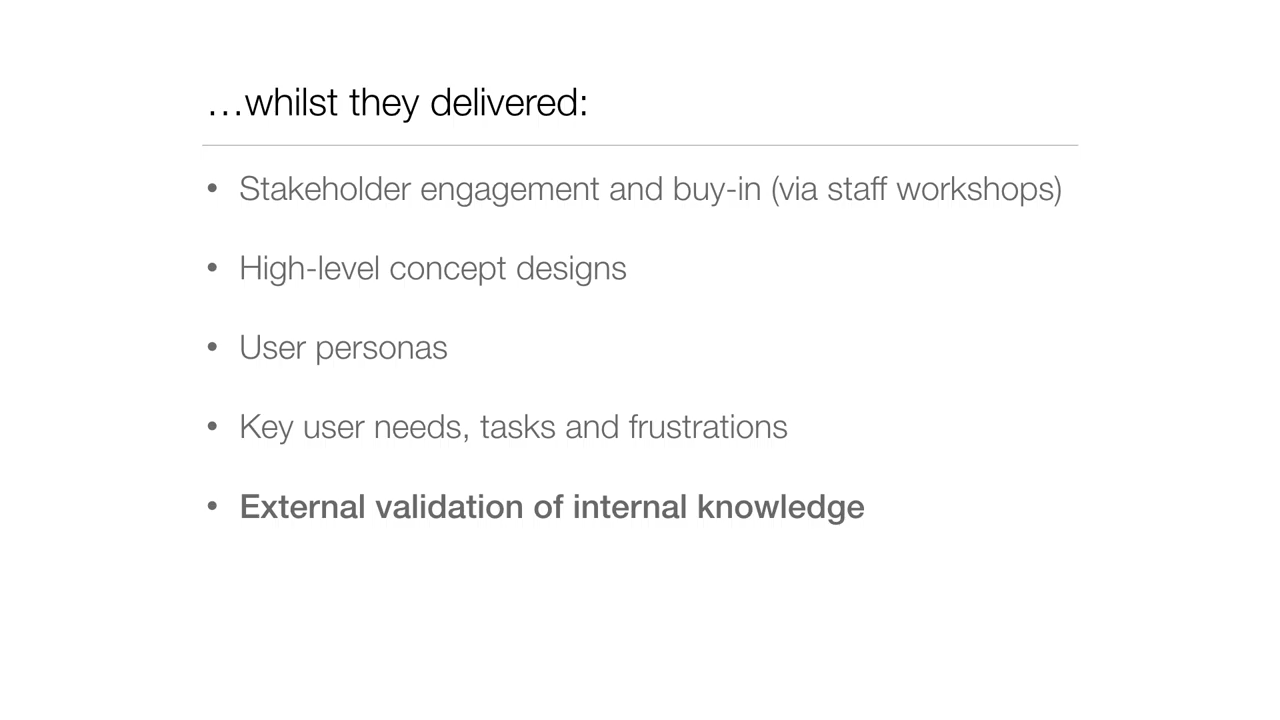 …whilst they delivered:
• Stakeholder engagement and buy-in (via staff workshops)
• High-level concept designs
• User personas
• Key user needs, tasks and frustrations
• External validation of internal knowledge